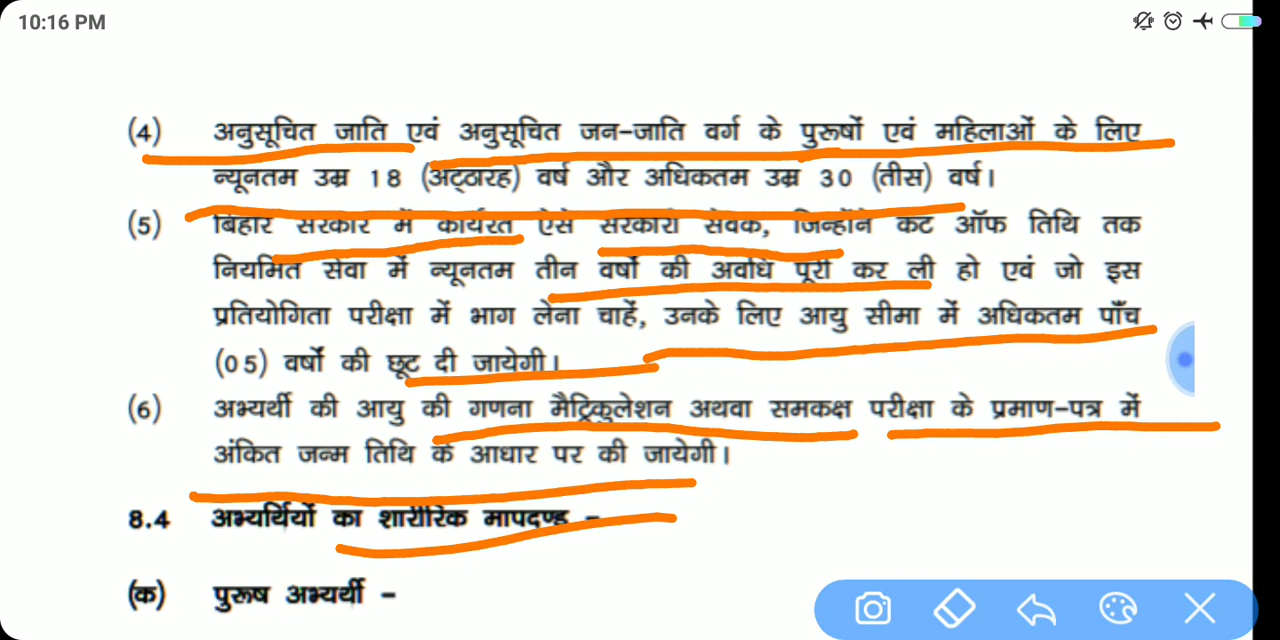 10:16 PM
(4) अनुसूचित जाति एवं अनुसूचित जन-जाति वर्ग के पुरूषों एवं महिलाओं के लिए
न्यूनतम उम्र 18 (अट्ठारह) वर्ष और अधिकतम उम्र 30 (तीस) वर्ष।
(5) बिहार सरकार में कार्यरत ऐसे सरकारी सेवक, जिन्होंने कट ऑफ तिथि तक
नियमित सेवा में न्यूनतम तीन वर्षों की अवधि पूरी कर ली हो एवं जो इस
प्रतियोगिता परीक्षा में भाग लेना चाहें, उनके लिए आयु सीमा में अधिकतम पाँच
(05) वर्षों की छूट दी जायेगी।
(6) अभ्यर्थी की आयु की गणना मैट्रिकुलेशन अथवा समकक्ष परीक्षा के प्रमाण-पत्र में
अंकित जन्म तिथि के आधार पर की जायेगी।
8.4 अभ्यर्थियों का शारीरिक मापदण्ड –
(क) पुरूष अभ्यर्थी –